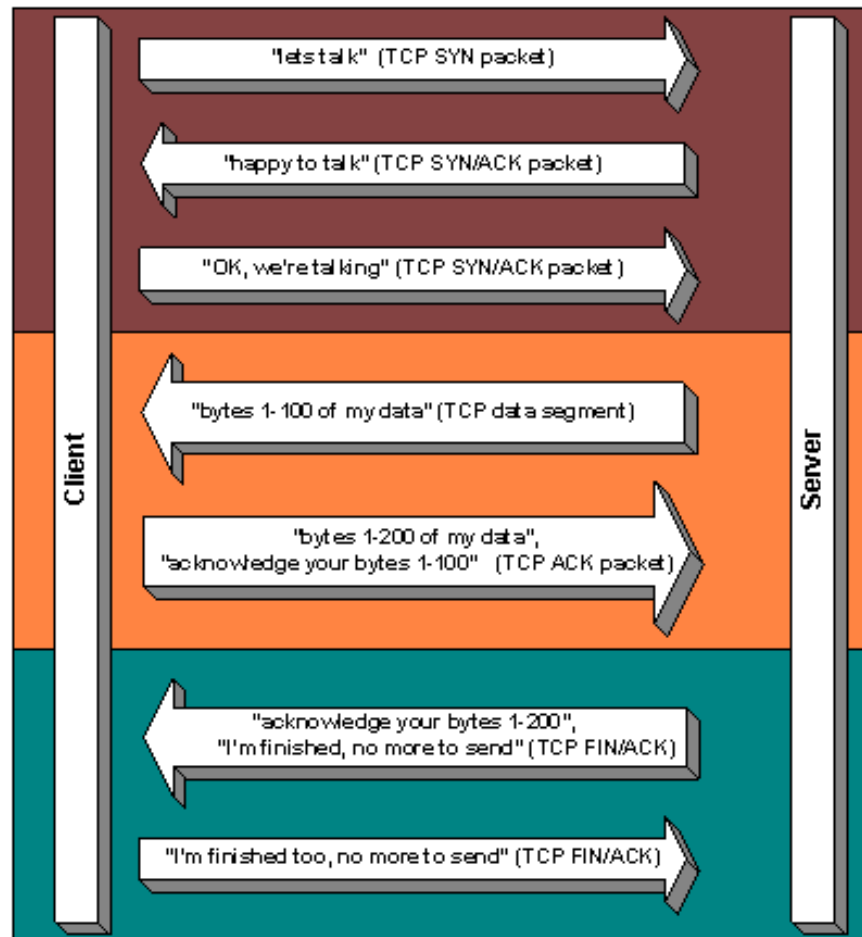 "lets talk" (TCP SYN packet)
"happy to talk" (TCP SYN/ACK packet)
"OK, we're talking" (TCP SYN/ACK packet)
"bytes 1-100 of my data" (TCP data segment)
Client
Server
"bytes 1-200 of my data",
"acknowledge your bytes 1-100" (TCP ACK packet)
"acknowledge your bytes 1-200",
"I'm finished, no more to send" (TCP FIN/ACK)
"I'm finished too, no more to send" (TCP FIN/ACK)